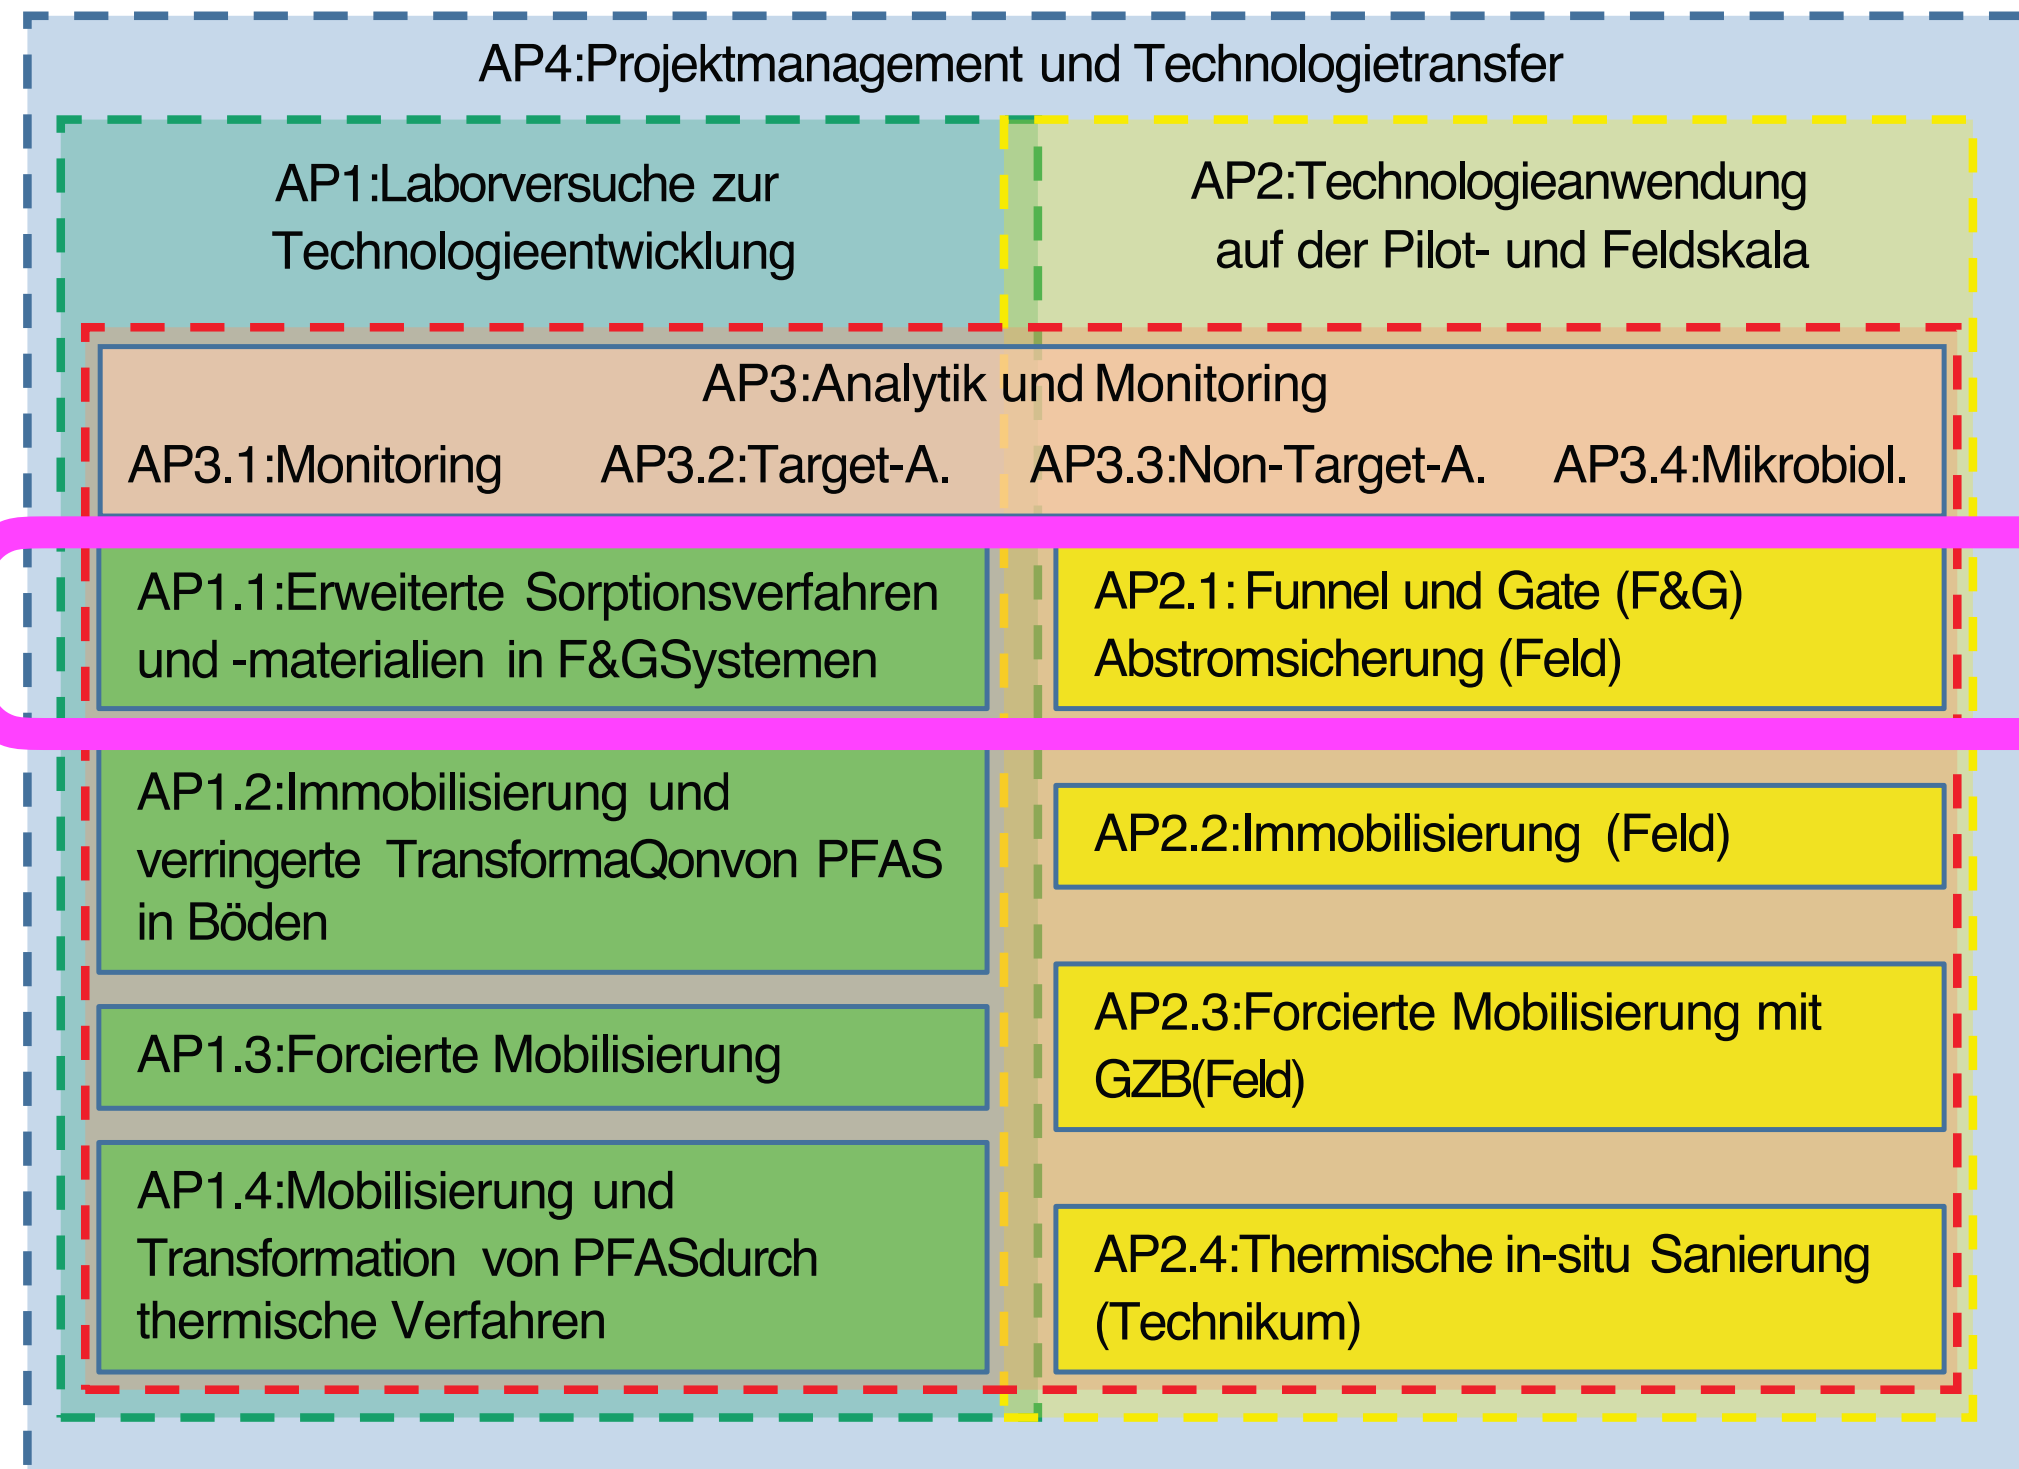 AP4:Projektmanagement und Technologietransfer
AP1:Laborversuche zur
Technologieentwicklung
AP2:Technologieanwendung
auf der Pilot- und Feldskala
AP3:Analytik und Monitoring
AP3.1:Monitoring AP3.2:Target-A. AP3.3:Non-Target-A. AP3.4:Mikrobiol.
AP1.1:Erweiterte Sorptionsverfahren
und -materialien in F&GSystemen
AP2.1: Funnel und Gate (F&G)
Abstromsicherung (Feld)
AP1.2:Immobilisierung und
verringerte TransformaQonvon PFAS
in Böden
AP2.2:Immobilisierung (Feld)
AP1.3:Forcierte Mobilisierung
AP2.3:Forcierte Mobilisierung mit
GZB(Feld)
AP1.4:Mobilisierung und
Transformation von PFASdurch
thermische Verfahren
AP2.4:Thermische in-situ Sanierung
(Technikum)